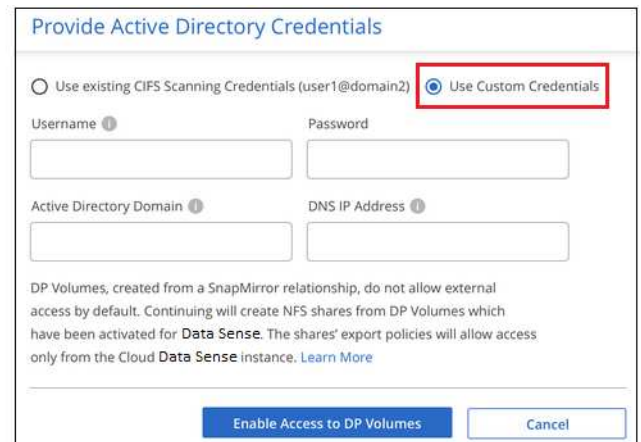 Provide Active Directory Credentials
Use existing CIFS Scanning Credentials (user1@domain2) Use Custom Credentials
Username Password
Active Directory Domain DNS IP Address
DP Volumes, created from a SnapMirror relationship, do not allow external
access by default. Continuing will create NFS shares from DP Volumes which
have been activated for Data Sense. The shares' export policies will allow access
only from the Cloud Data Sense instance. Learn More
Enable Access to DP Volumes Cancel